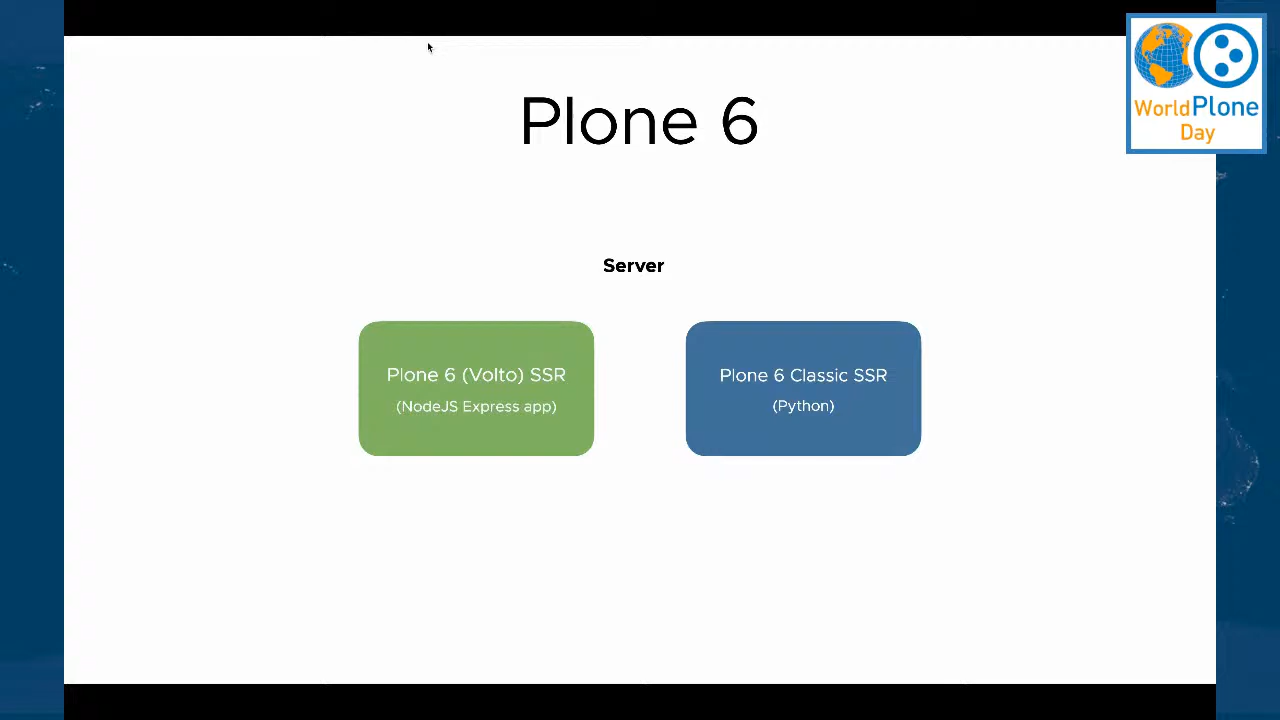 Plone 6
World Plone
Day
Server
Plone 6 (Volto) SSR
(NodeJS Express app)
Plone 6 Classic SSR
(Python)